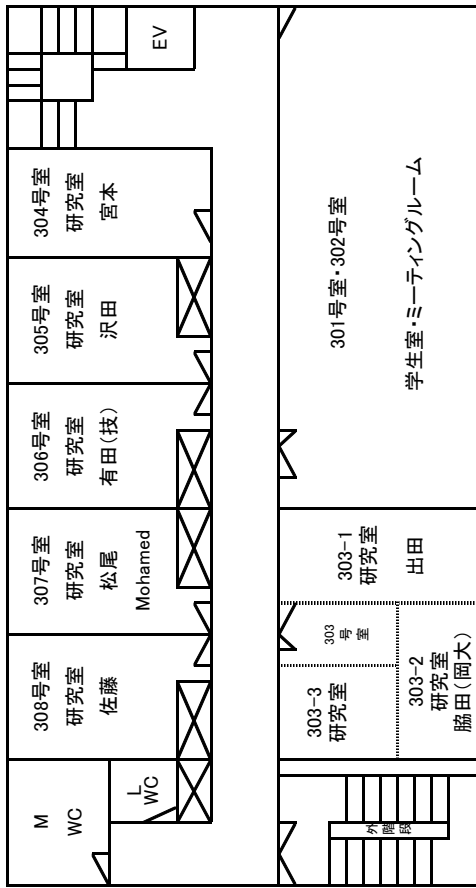 EV
304号室
研究室
宮本
305号室
研究室
沢田
306号室
研究室
有田(技)
307号室
研究室
松尾
Mohamed
308号室
研究室
佐藤
M
WC
L
WC
301号室・302号室
学生室・ミーティングルーム
303-1
研究室
出田
303
号
室
303-2
研究室
脇田(岡大)
303-3
研究室
外階段